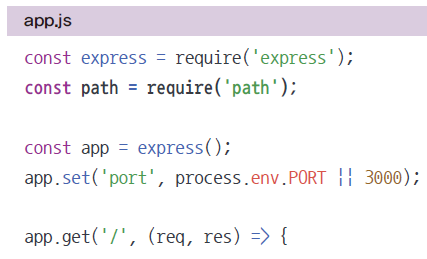 app.js
const express = require('express');
const path = require('path');
const app = express();
app.set('port', process.env.PORT || 3000);
app.get('/', (req, res) => {